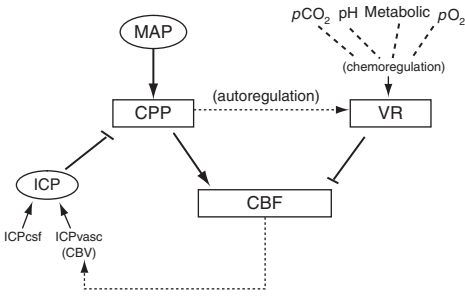 pCO₂ pH Metabolic pO₂
MAP
(chemoregulation)
(autoregulation)
CPP
VR
ICP
CBF
ICPcsf
ICPvasc
(CBV)